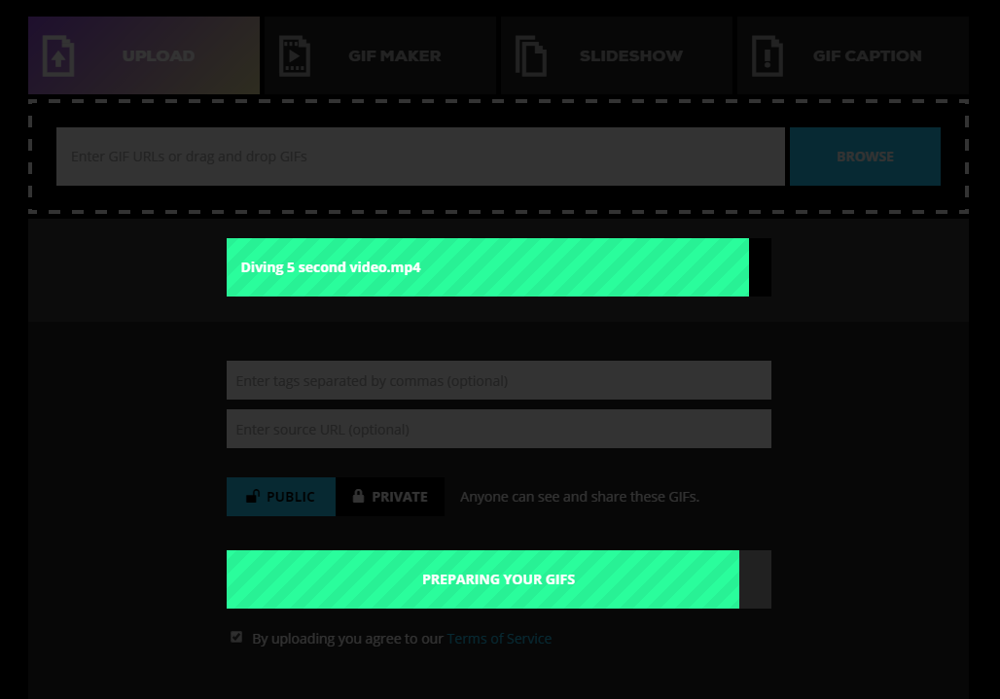 UPLOAD
GIF MAKER
SLIDESHOW
GIF CAPTION
Enter GIF URLs or drag and drop GIFs
BROWSE
Diving 5 second video.mp4
Enter tags separated by commas (optional)
Enter source URL (optional)
PUBLIC
PRIVATE
Anyone can see and share these GIFs.
PREPARING YOUR GIFS
By uploading you agree to our Terms of Service